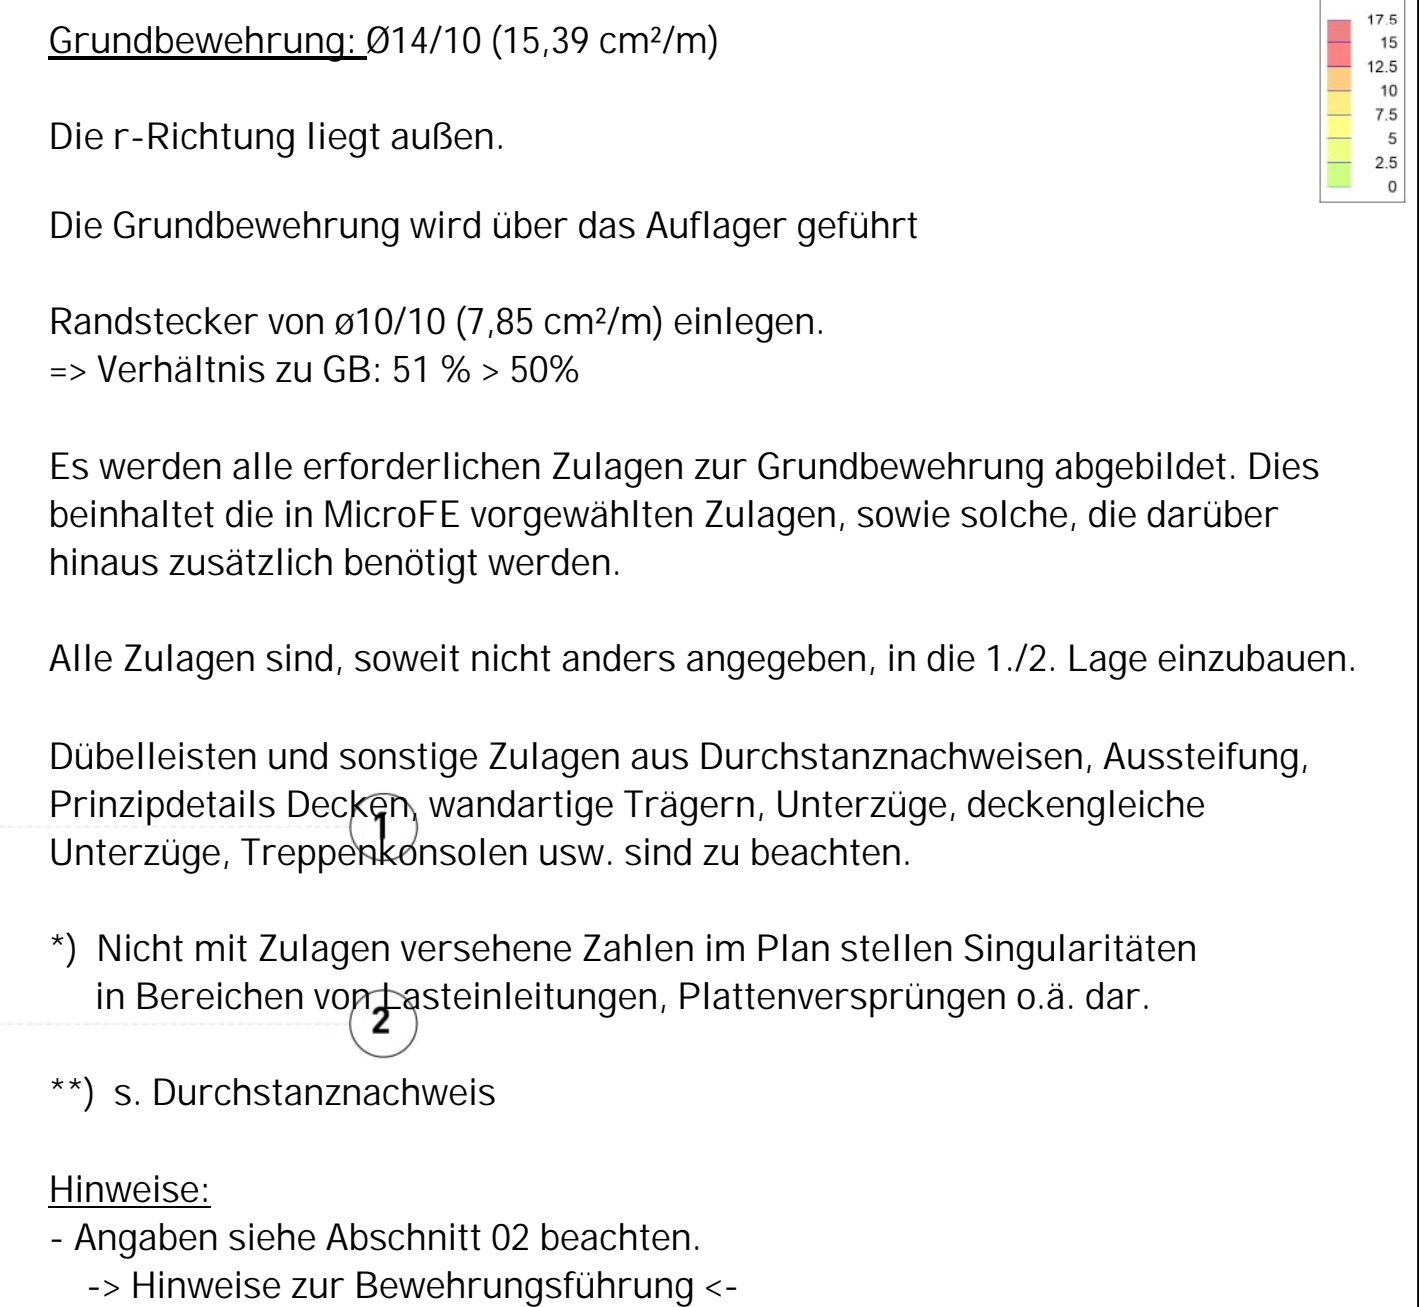 Grundbewehrung: Ø14/10 (15,39 cm²/m)
17.5
15
12.5
10
7.5
5
2.5
0
Die r-Richtung liegt außen.
Die Grundbewehrung wird über das Auflager geführt
Randstecker von ø10/10 (7,85 cm²/m) einlegen.
=> Verhältnis zu GB: 51 % > 50%
Es werden alle erforderlichen Zulagen zur Grundbewehrung abgebildet. Dies
beinhaltet die in MicroFE vorgewählten Zulagen, sowie solche, die darüber
hinaus zusätzlich benötigt werden.
Alle Zulagen sind, soweit nicht anders angegeben, in die 1./2. Lage einzubauen.
Dübelleisten und sonstige Zulagen aus Durchstanznachweisen, Aussteifung,
Prinzipdetails Decken, wandartige Trägern, Unterzüge, deckengleiche
1
Unterzüge, Treppenkonsolen usw. sind zu beachten.
*) Nicht mit Zulagen versehene Zahlen im Plan stellen Singularitäten
in Bereichen von Lasteinleitungen, Plattenversprüngen o.ä. dar.
2
**) s. Durchstanznachweis
Hinweise:
- Angaben siehe Abschnitt 02 beachten.
-> Hinweise zur Bewehrungsführung <-